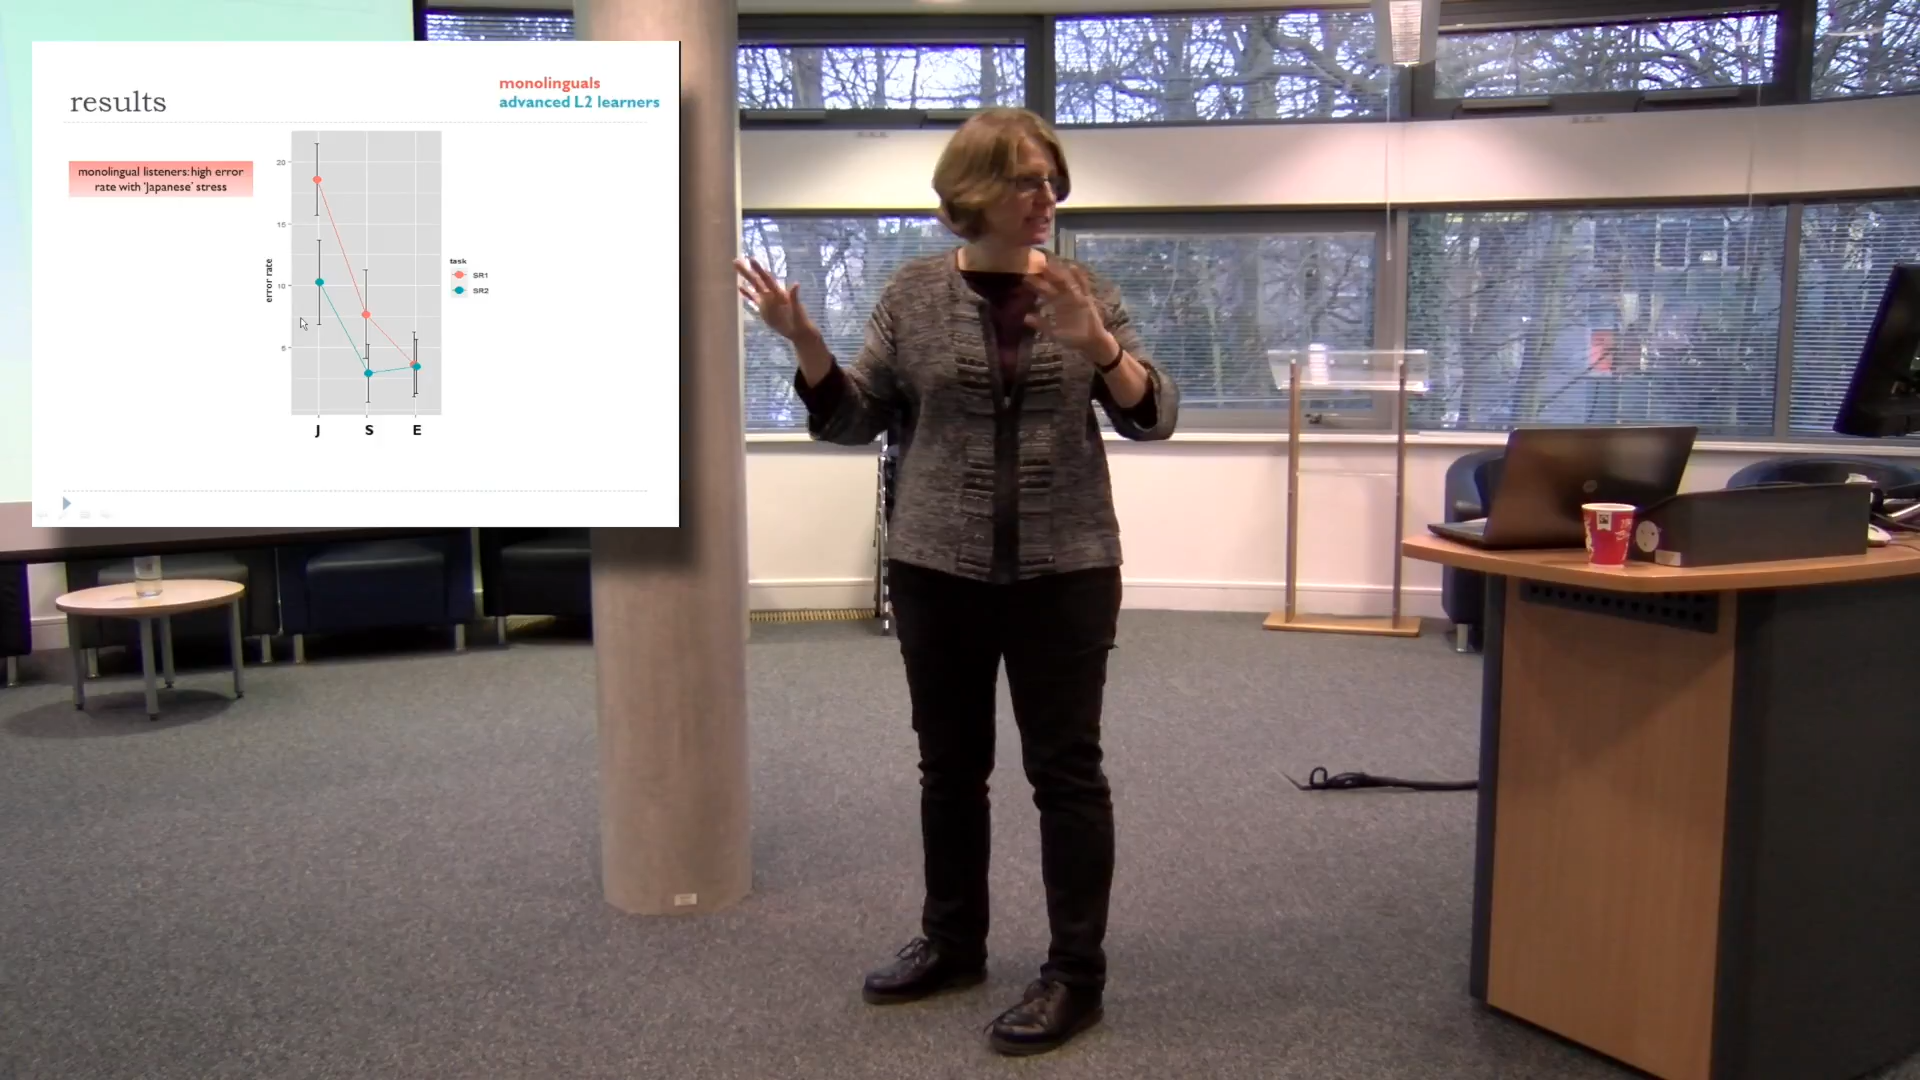 monolinguals
advanced L2 learners
results
monolingual listeners: high error
rate with 'Japanese' stress
20
15
10
5
error rate
task
SR1
SR2
J S E